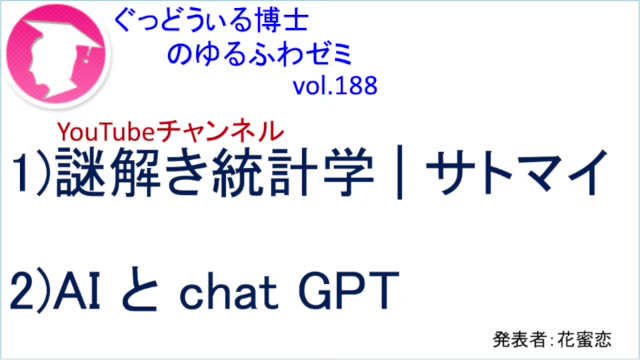 ぐっどうぃる博士
のゆるふわゼミ
vol.188
YouTubeチャンネル
1)謎解き統計学 | サトマイ
2)AI と chat GPT
発表者:花蜜恋